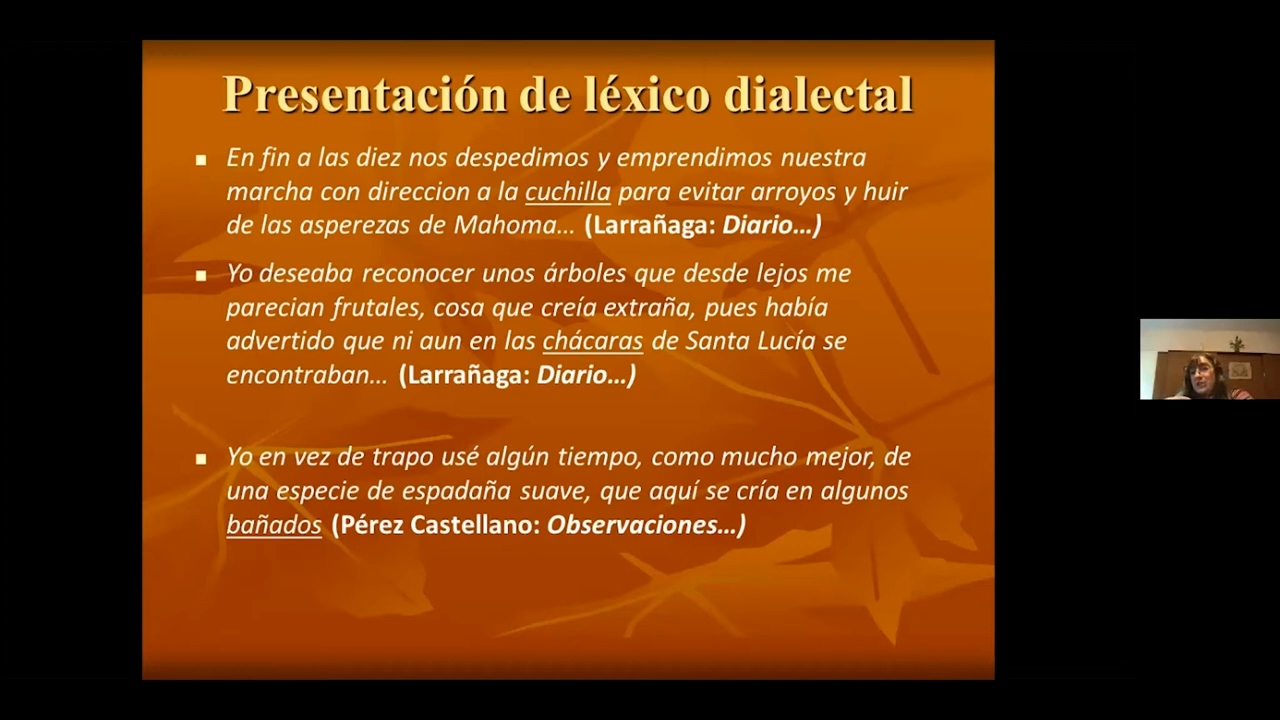 Presentación de léxico dialectal
En fin a las diez nos despedimos y emprendimos nuestra
marcha con direccion a la cuchilla para evitar arroyos y huir
de las asperezas de Mahoma... (Larrañaga: Diario...)
Yo deseaba reconocer unos árboles que desde lejos me
parecian frutales, cosa que creía extraña, pues había
advertido que ni aun en las chácaras de Santa Lucía se
encontraban... (Larrañaga: Diario...)
Yo en vez de trapo usé algún tiempo, como mucho mejor, de
una especie de espadaña suave, que aquí se cría en algunos
bañados (Pérez Castellano: Observaciones...)